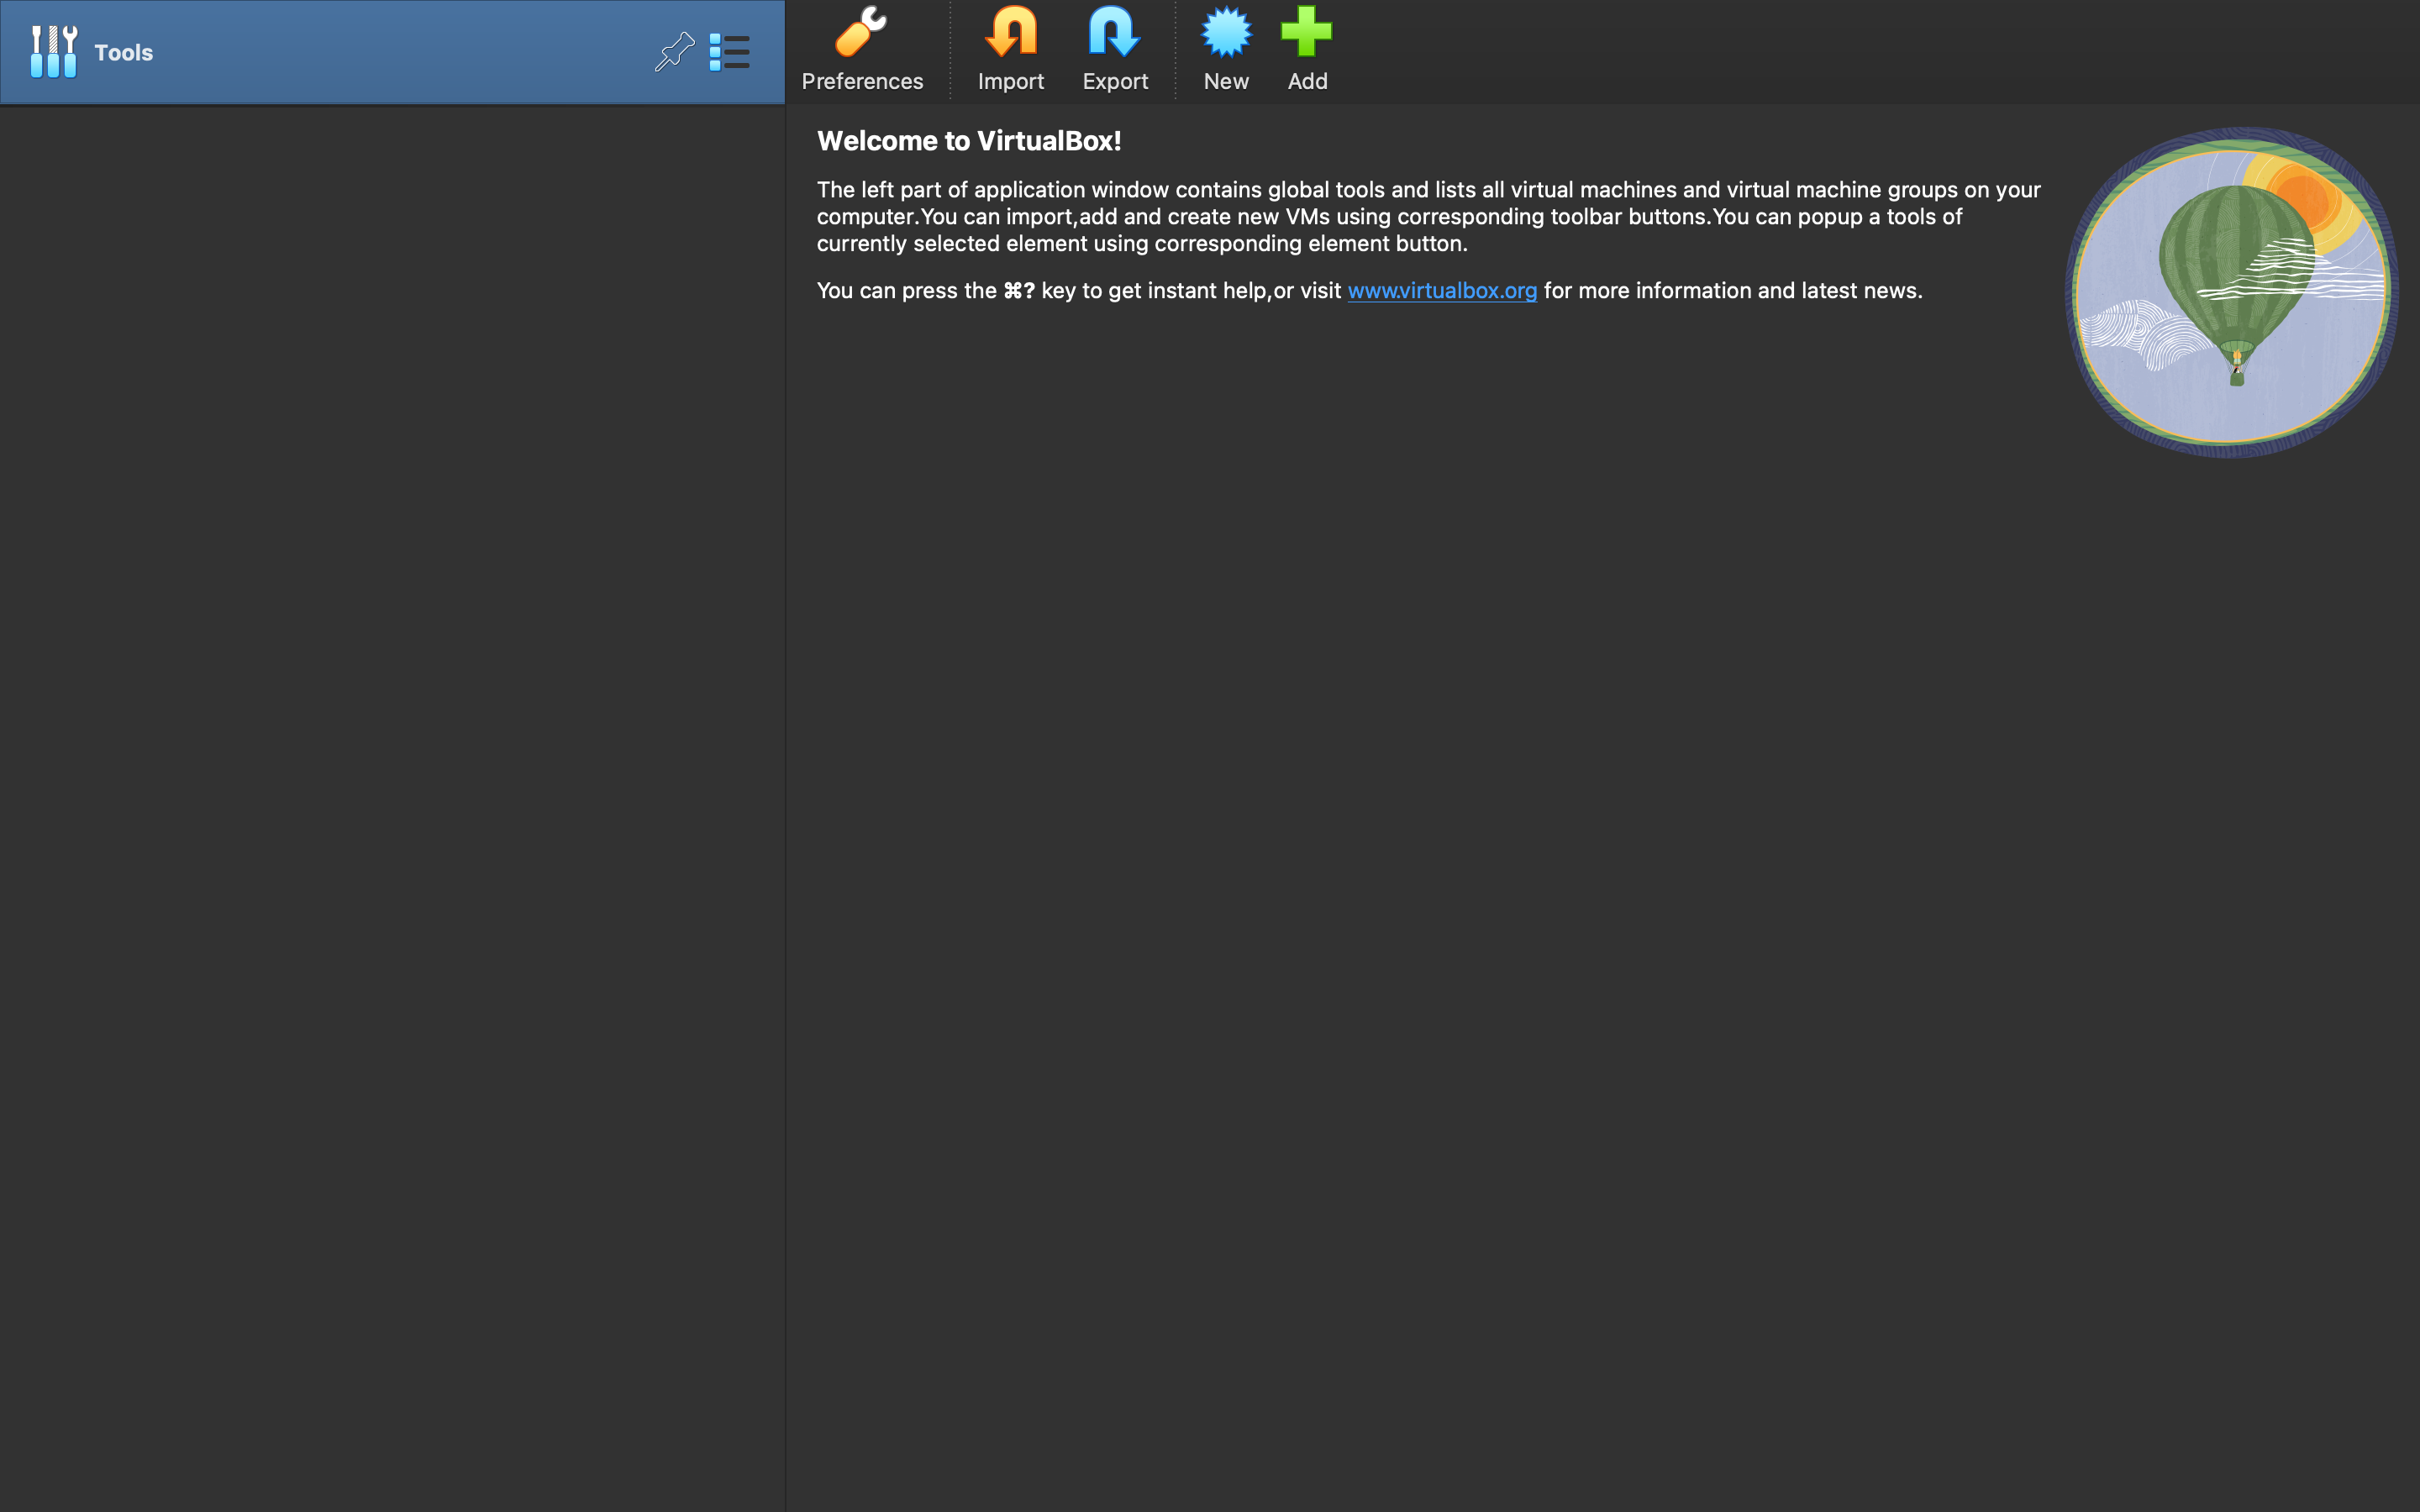 Tools
Preferences
Import
Export
New
Add
Welcome to VirtualBox!
The left part of application window contains global tools and lists all virtual machines and virtual machine groups on your
computer.You can import,add and create new VMs using corresponding toolbar buttons.You can popup a tools of
currently selected element using corresponding element button.
You can press the ⌘? key to get instant help,or visit www.virtualbox.org for more information and latest news.